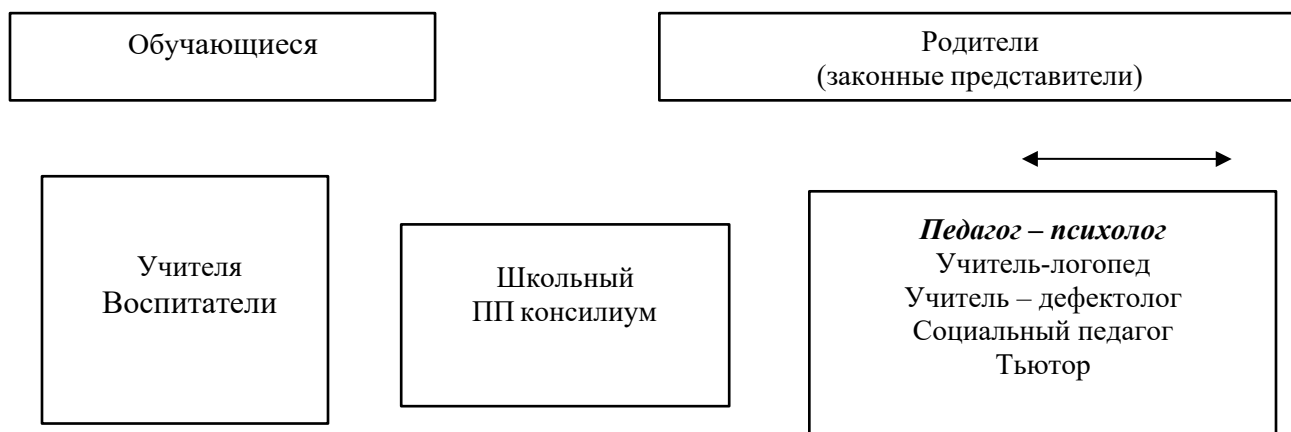 Обучающиеся
Родители
(законные представители)
Учителя
Воспитатели
Школьный
ПП консилиум
Педагог – психолог
Учитель-логопед
Учитель – дефектолог
Социальный педагог
Тьютор